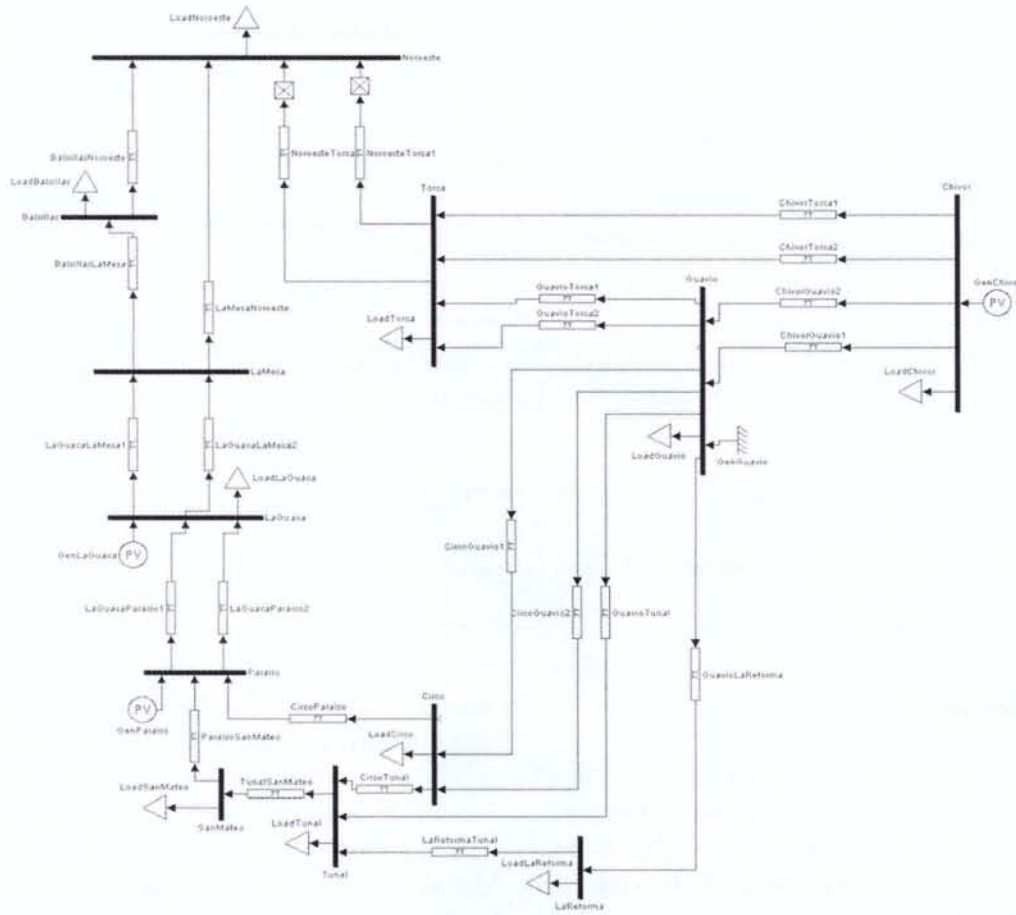 LoadNoroeste
Noroeste
BalsillasNoroeste
NoroesteTorca
NoroesteTorca1
LoadBalsillas
Balsillas
Torca
Chivor
ChivorTorca1
BalsillasLaMesa
ChivorTorca2
Guavio
GenChivor
LaMesaNoroeste
GuavioTorca1
ChivorGuavio2
PV
LoadTorca
GuavioTorca2
ChivorGuavio1
LaMesa
LoadChivor
LaGuacaLaMesa1
LaGuacaLaMesa2
LoadGuavio
GenGuavio
LoadLaGuaca
LaGuaca
GenLaGuaca
PV
CircoGuavio1
LaGuacaParaiso1
LaGuacaParaiso2
CircoGuavio2
GuavioTunal
Paraiso
GuavioLaReforma
PV
GenParaiso
CircoParaiso
Circo
ParaisoSanMateo
LoadCirco
LoadSanMateo
TunalSanMateo
CircoTunal
SanMateo
LoadTunal
LaReformaTunal
Tunal
LoadLaReforma
LaReforma